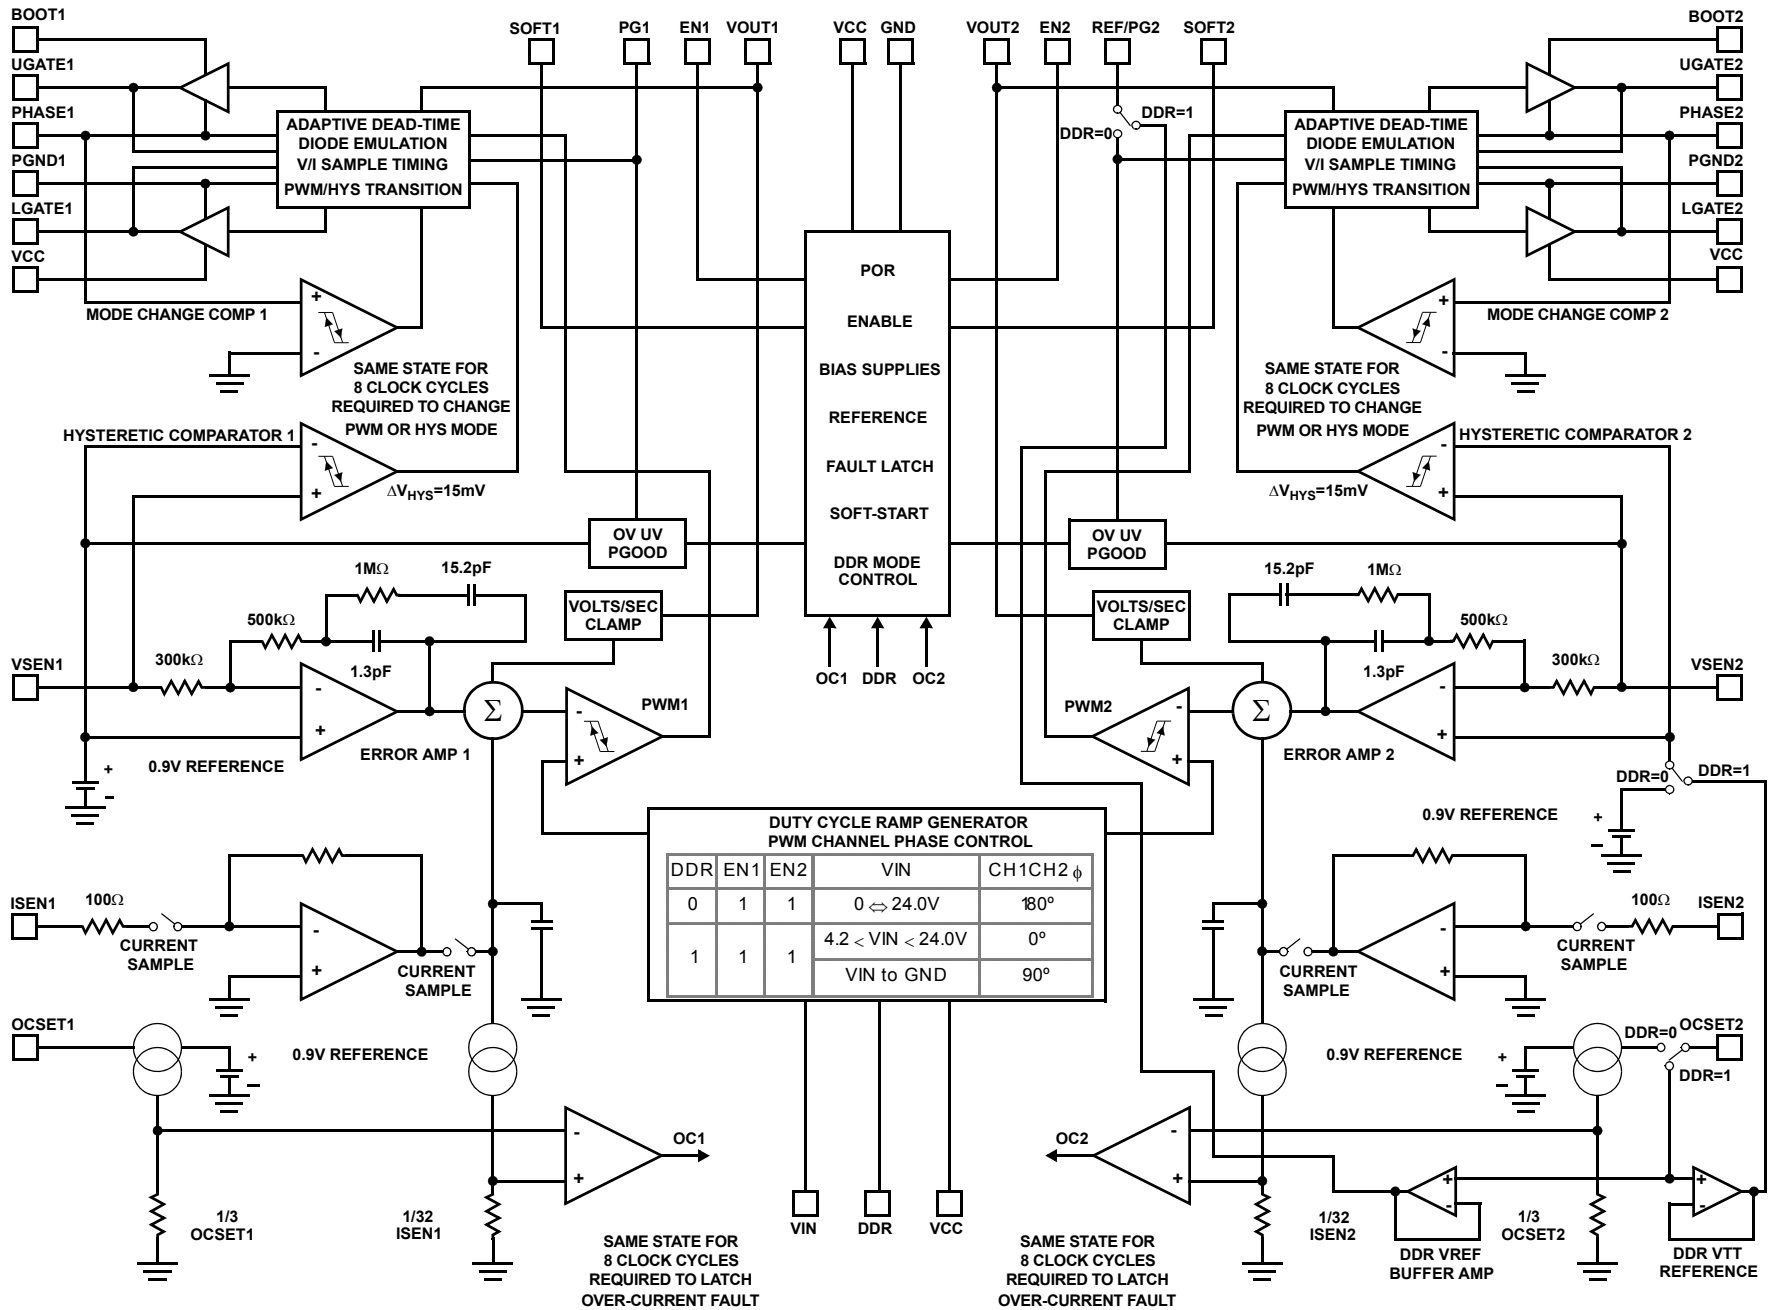 BOOT1
UGATE1
PHASE1
PGND1
LGATE1
VCC
SOFT1
PG1
EN1
VOUT1
VCC
GND
VOUT2
EN2
REF/PG2
SOFT2
BOOT2
UGATE2
PHASE2
PGND2
LGATE2
VCC
ADAPTIVE DEAD-TIME
DIODE EMULATION
V/I SAMPLE TIMING
PWM/HYS TRANSITION
DDR=1
DDR=0
ADAPTIVE DEAD-TIME
DIODE EMULATION
V/I SAMPLE TIMING
PWM/HYS TRANSITION
POR
ENABLE
BIAS SUPPLIES
REFERENCE
FAULT LATCH
SOFT-START
DDR MODE
CONTROL
OC1
DDR
OC2
+
-
MODE CHANGE COMP 1
SAME STATE FOR
8 CLOCK CYCLES
REQUIRED TO CHANGE
PWM OR HYS MODE
HYSTERETIC COMPARATOR 1
-
+
ΔVHYS=15mV
OV UV
PGOOD
+
-
MODE CHANGE COMP 2
SAME STATE FOR
8 CLOCK CYCLES
REQUIRED TO CHANGE
PWM OR HYS MODE
HYSTERETIC COMPARATOR 2
-
+
ΔVHYS=15mV
OV UV
PGOOD
1MΩ
15.2pF
500kΩ
1.3pF
300kΩ
VSEN1
-
+
ERROR AMP 1
0.9V REFERENCE
+
-
VOLTS/SEC
CLAMP
Σ
-
+
PWM1
VOLTS/SEC
CLAMP
Σ
-
+
PWM2
15.2pF
1MΩ
500kΩ
1.3pF
300kΩ
VSEN2
-
+
ERROR AMP 2
DDR=0
DDR=1
0.9V REFERENCE
+
-
DUTY CYCLE RAMP GENERATOR
PWM CHANNEL PHASE CONTROL
DDR EN1 EN2 VIN CH1CH2 ϕ
0 1 1 0 ⇔ 24.0V 180º
1 1 1 4.2 < VIN < 24.0V 0º
VIN to GND 90º
VIN
DDR
VCC
ISEN1
100Ω
CURRENT
SAMPLE
-
+
CURRENT
SAMPLE
OCSET1
+
-
0.9V REFERENCE
1/3
OCSET1
1/32
ISEN1
-
+
OC1
SAME STATE FOR
8 CLOCK CYCLES
REQUIRED TO LATCH
OVER-CURRENT FAULT
ISEN2
100Ω
CURRENT
SAMPLE
-
+
CURRENT
SAMPLE
0.9V REFERENCE
+
-
DDR=0
OCSET2
DDR=1
OC2
-
+
SAME STATE FOR
8 CLOCK CYCLES
REQUIRED TO LATCH
OVER-CURRENT FAULT
1/32
ISEN2
+
-
DDR VREF
BUFFER AMP
1/3
OCSET2
+
-
DDR VTT
REFERENCE